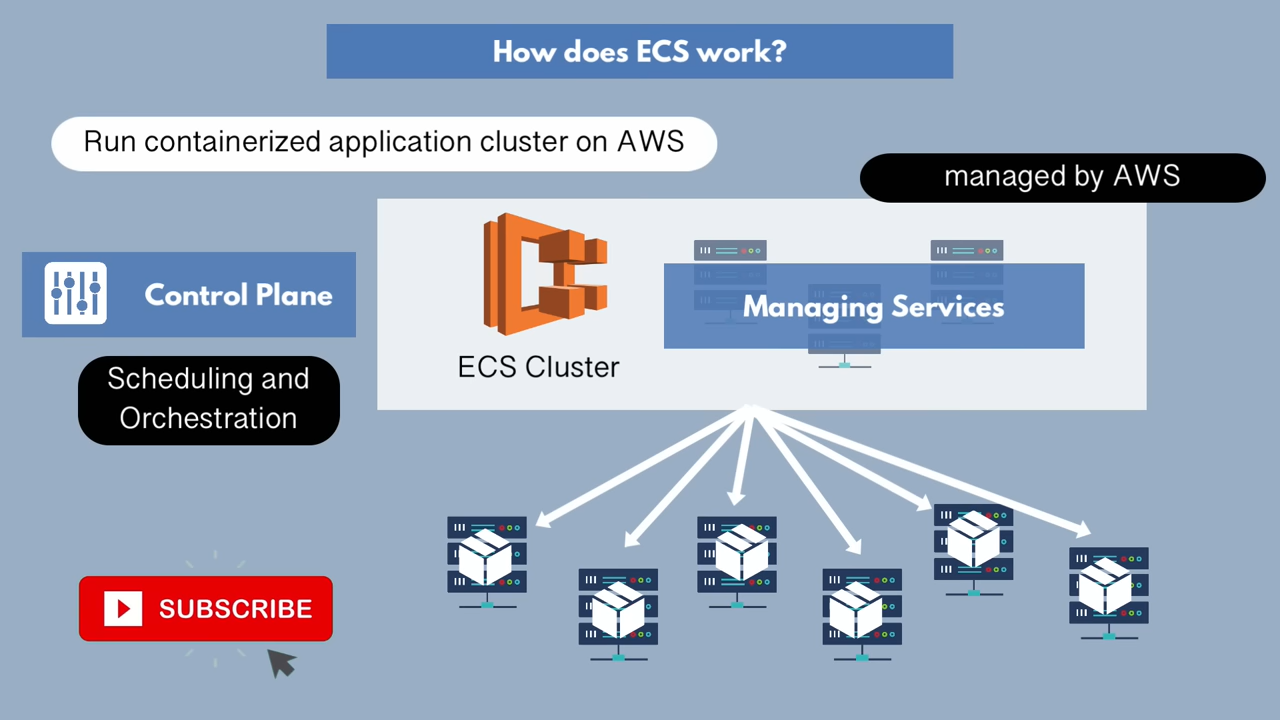 How does ECS work?
Run containerized application cluster on AWS
managed by AWS
Control Plane
Managing Services
ECS Cluster
Scheduling and
Orchestration
SUBSCRIBE